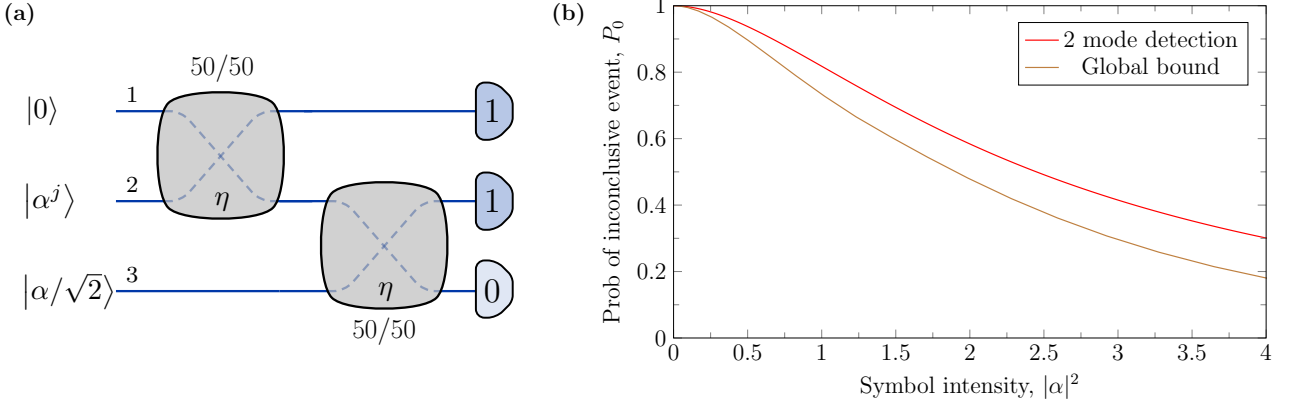 (a)
50/50
|0⟩
1
1
|α^j⟩
2
η
1
|α/√2⟩
3
η
0
50/50
(b)
Prob of inconclusive event, P₀
1
0.8
0.6
0.4
0.2
0
0
0.5
1
1.5
2
2.5
3
3.5
4
Symbol intensity, |α|²
2 mode detection
Global bound